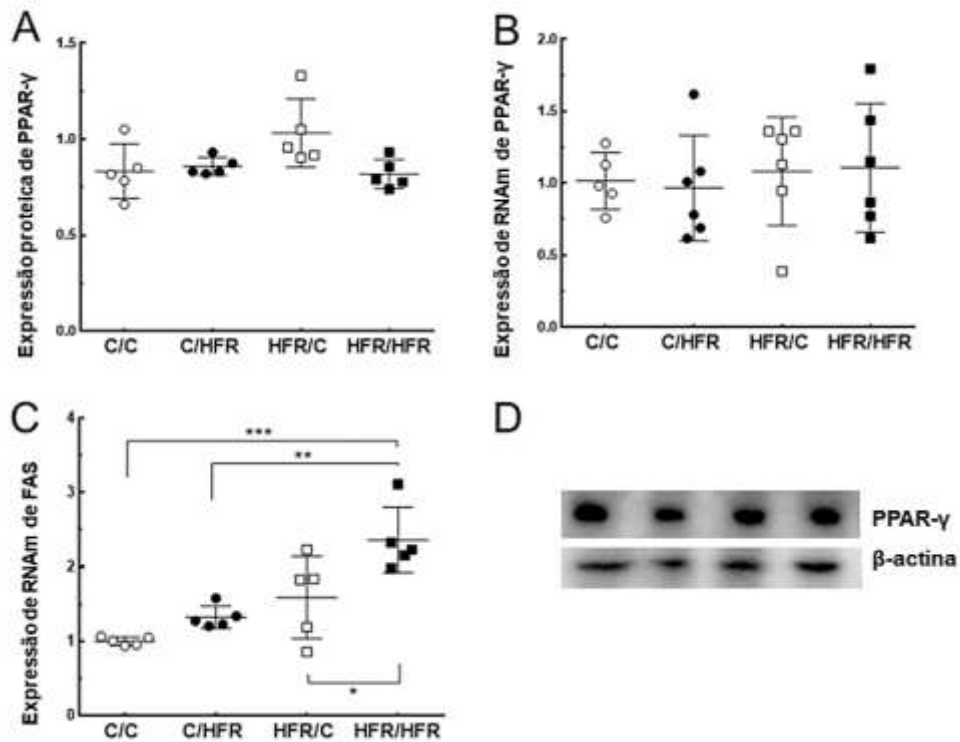 A
Expressão proteica de PPAR-γ
1.5
1.0
0.5
0.0
C/C C/HFR HFR/C HFR/HFR
B
Expressão de RNAm de PPAR-γ
2.0
1.5
1.0
0.5
0.0
C/C C/HFR HFR/C HFR/HFR
C
Expressão de RNAm de FAS
4
3
2
1
0
***
**
*
C/C C/HFR HFR/C HFR/HFR
D
PPAR-γ
β-actina